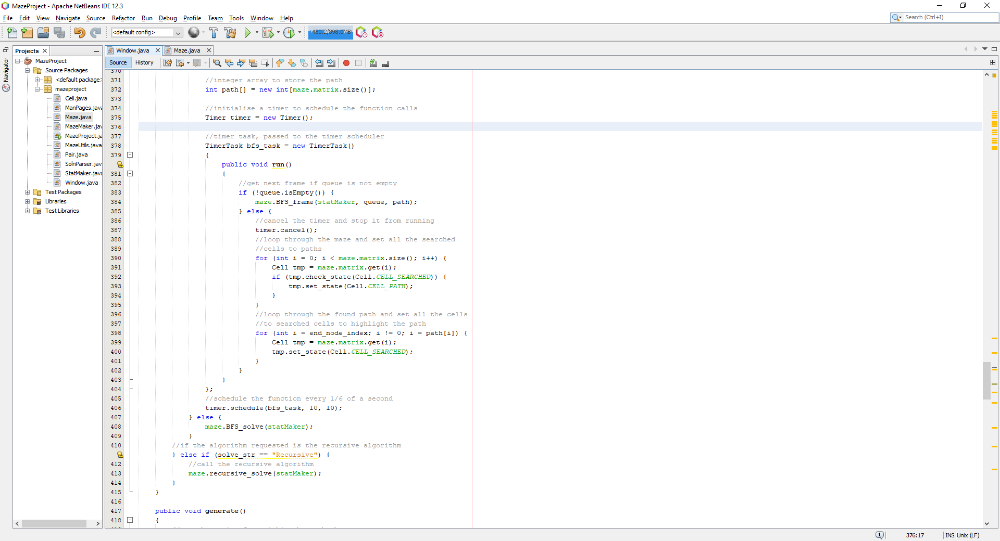 MazeProject - Apache NetBeans IDE 12.3
File Edit View Navigate Source Refactor Run Debug Profile Team Tools Window Help
Search (Ctrl+I)
<default config>
480.2/898.0MB
Projects
Window.java
Maze.java
Navigator
Source
History
MazeProject
Source Packages
<default package>
mazeproject
Cell.java
ManPages.java
Maze.java
MazeMaker.jav
MazeProject.ja
MazeUtils.java
Pair.java
SolnParser.jav
StatMaker.java
Window.java
Test Packages
Libraries
Test Libraries
370
371 //integer array to store the path
372 int path[] = new int[maze.matrix.size()];
373
374 //initialise a timer to schedule the function calls
375 Timer timer = new Timer();
376
377 //timer task, passed to the timer scheduler
378 TimerTask bfs_task = new TimerTask()
379 {
public void run()
381 {
382 //get next frame if queue is not empty
383 if (!queue.isEmpty()) {
384 maze.BFS_frame(statMaker, queue, path);
385 } else {
386 //cancel the timer and stop it from running
387 timer.cancel();
388 //loop through the maze and set all the searched
389 //cells to paths
390 for (int i = 0; i < maze.matrix.size(); i++) {
391 Cell tmp = maze.matrix.get(i);
392 if (tmp.check_state(Cell.CELL_SEARCHED)) {
393 tmp.set_state(Cell.CELL_PATH);
394 }
395 }
396 //loop through the found path and set all the cells
397 //to searched cells to highlight the path
398 for (int i = end_node_index; i != 0; i = path[i]) {
399 Cell tmp = maze.matrix.get(i);
400 tmp.set_state(Cell.CELL_SEARCHED);
401 }
402 }
403 }
404 };
405 //schedule the function every 1/6 of a second
406 timer.schedule(bfs_task, 10, 10);
407 } else {
408 maze.BFS_solve(statMaker);
409 }
410 //if the algorithm requested is the recursive algorithm
} else if (solve_str == "Recursive") {
412 //call the recursive algorithm
413 maze.recursive_solve(statMaker);
414 }
415 }
416
417 public void generate()
418 {
1
376:17
INS
Unix (LF)